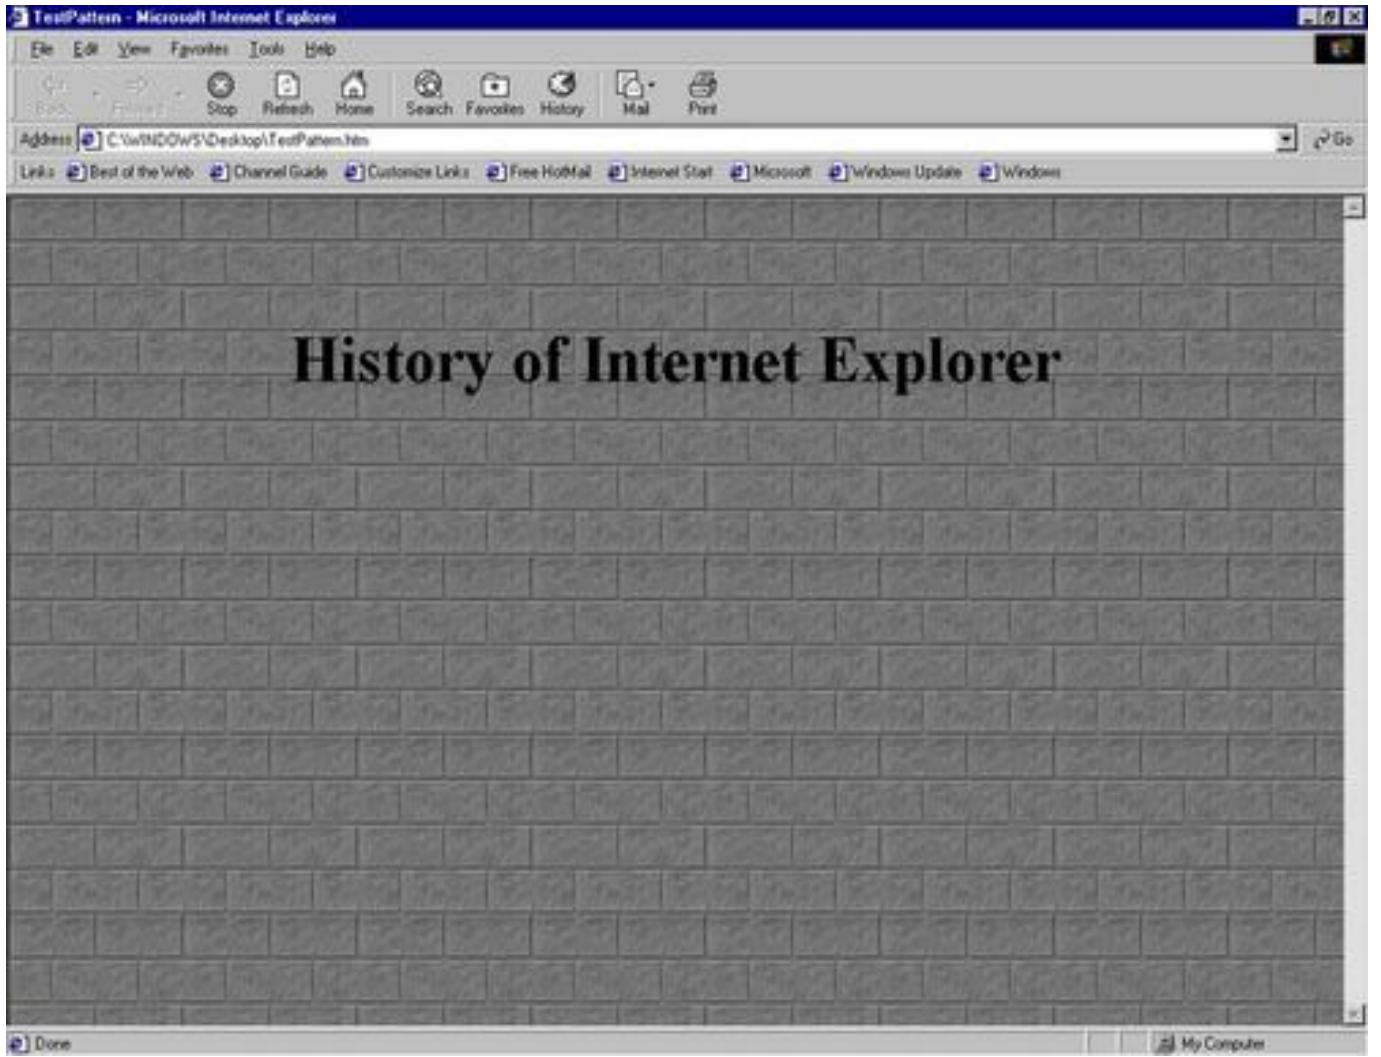 TestPattern - Microsoft Internet Explorer
File Edit View Favorites Tools Help
Back Forward Stop Refresh Home Search Favorites History Mail Print
Address C:\WINDOWS\Desktop\TestPattern.htm Go
Links Best of the Web Channel Guide Customize Links Free HotMail Internet Start Microsoft Windows Update Windows
History of Internet Explorer
Done My Computer